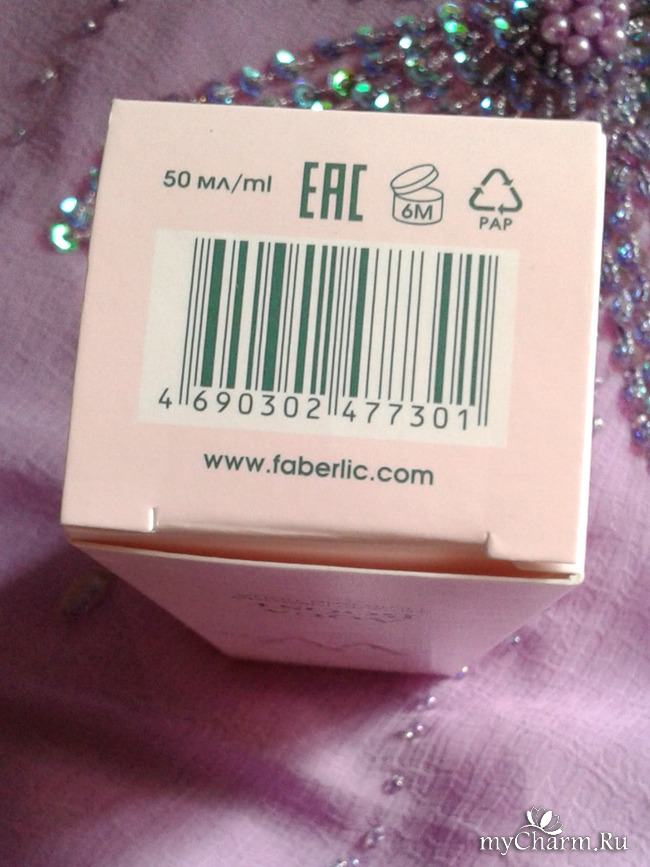 50 мл/ml EAC 6M PAP
4 690302 477301
www.faberlic.com
myCharm.Ru